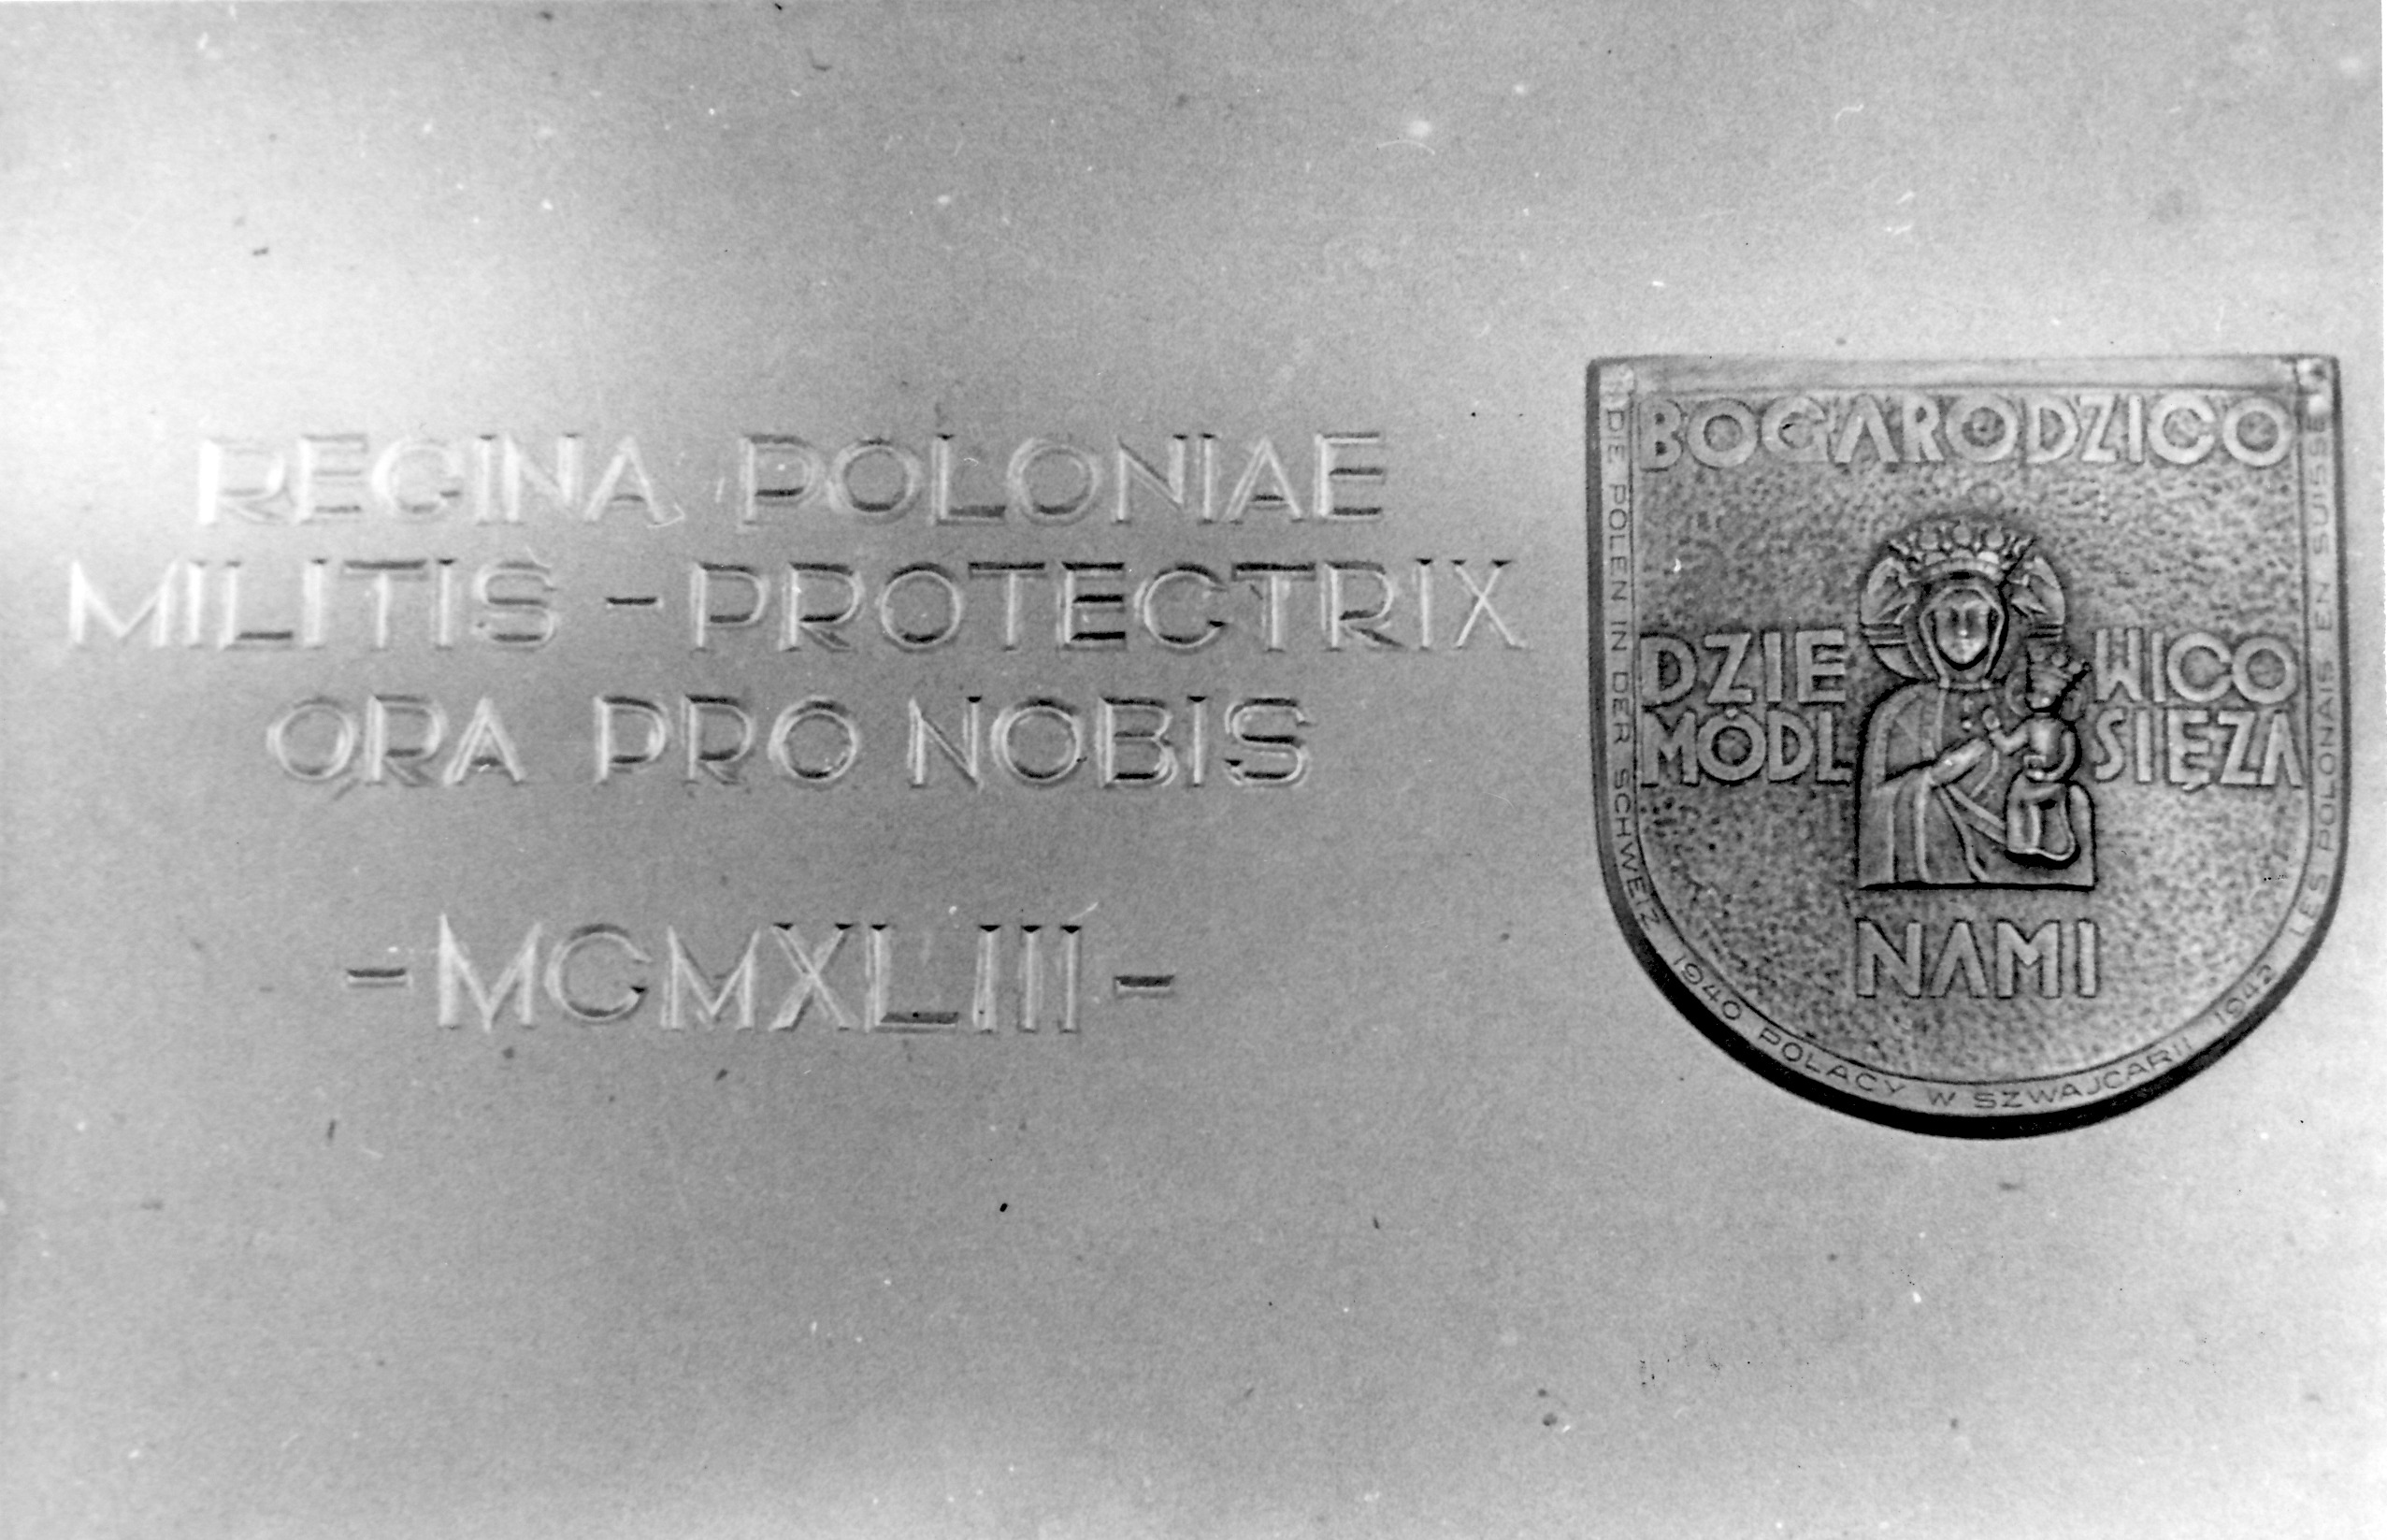 REGINA POLONIAE
MILITIS - PROTECTRIX
ORA PRO NOBIS
- MCMXLIII -
BOGARODZICO
DZIEWICO
MÓDL SIĘ ZA
NAMI
DIE POLEN IN DER SCHWEIZ
1940 POLACY W SZWAJCARII 1942
LES POLONAIS EN SUISSE